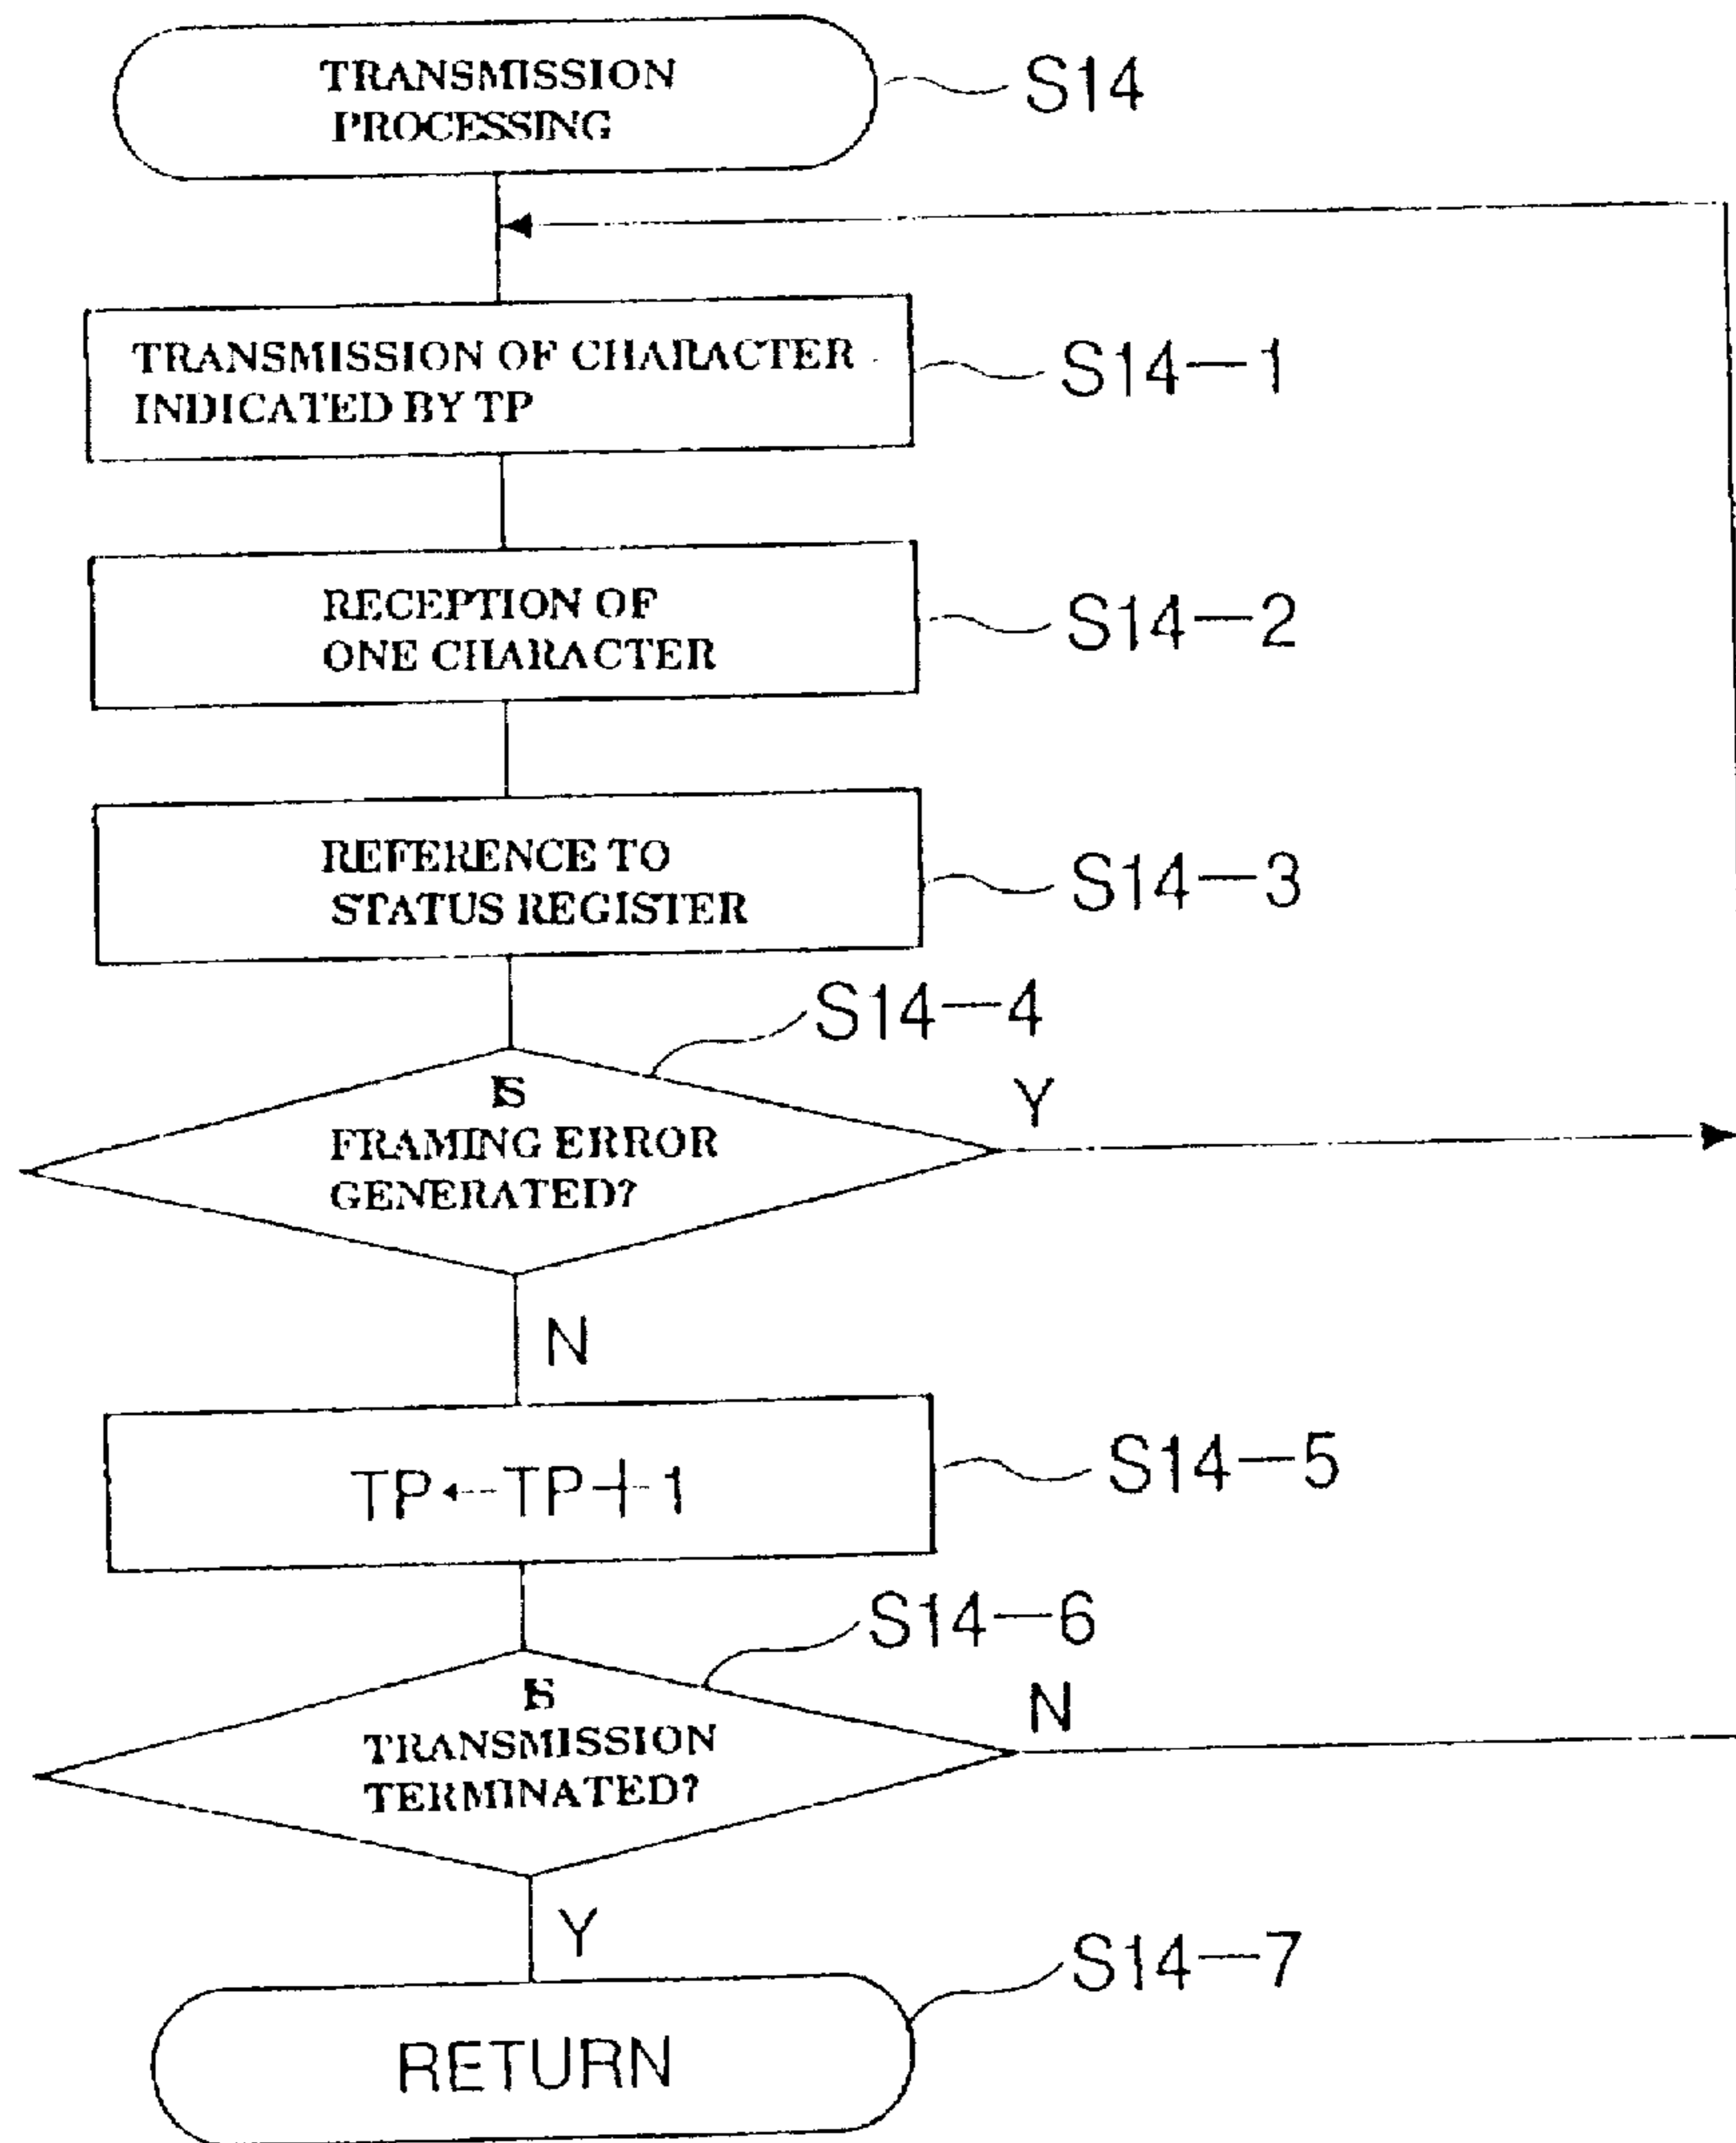 TRANSMISSION
PROCESSING
S14
TRANSMISSION OF CHARACTER
INDICATED BY TP
S14-1
RECEPTION OF
ONE CHARACTER
S14-2
REFERENCE TO
STATUS REGISTER
S14-3
S14-4
IS
FRAMING ERROR
GENERATED?
Y
N
TP←TP+1
S14-5
S14-6
IS
TRANSMISSION
TERMINATED?
N
Y
S14-7
RETURN